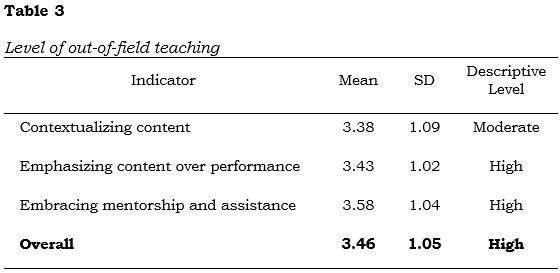 Table 3
Level of out-of-field teaching
Indicator Mean SD Descriptive Level
Contextualizing content 3.38 1.09 Moderate
Emphasizing content over performance 3.43 1.02 High
Embracing mentorship and assistance 3.58 1.04 High
Overall 3.46 1.05 High